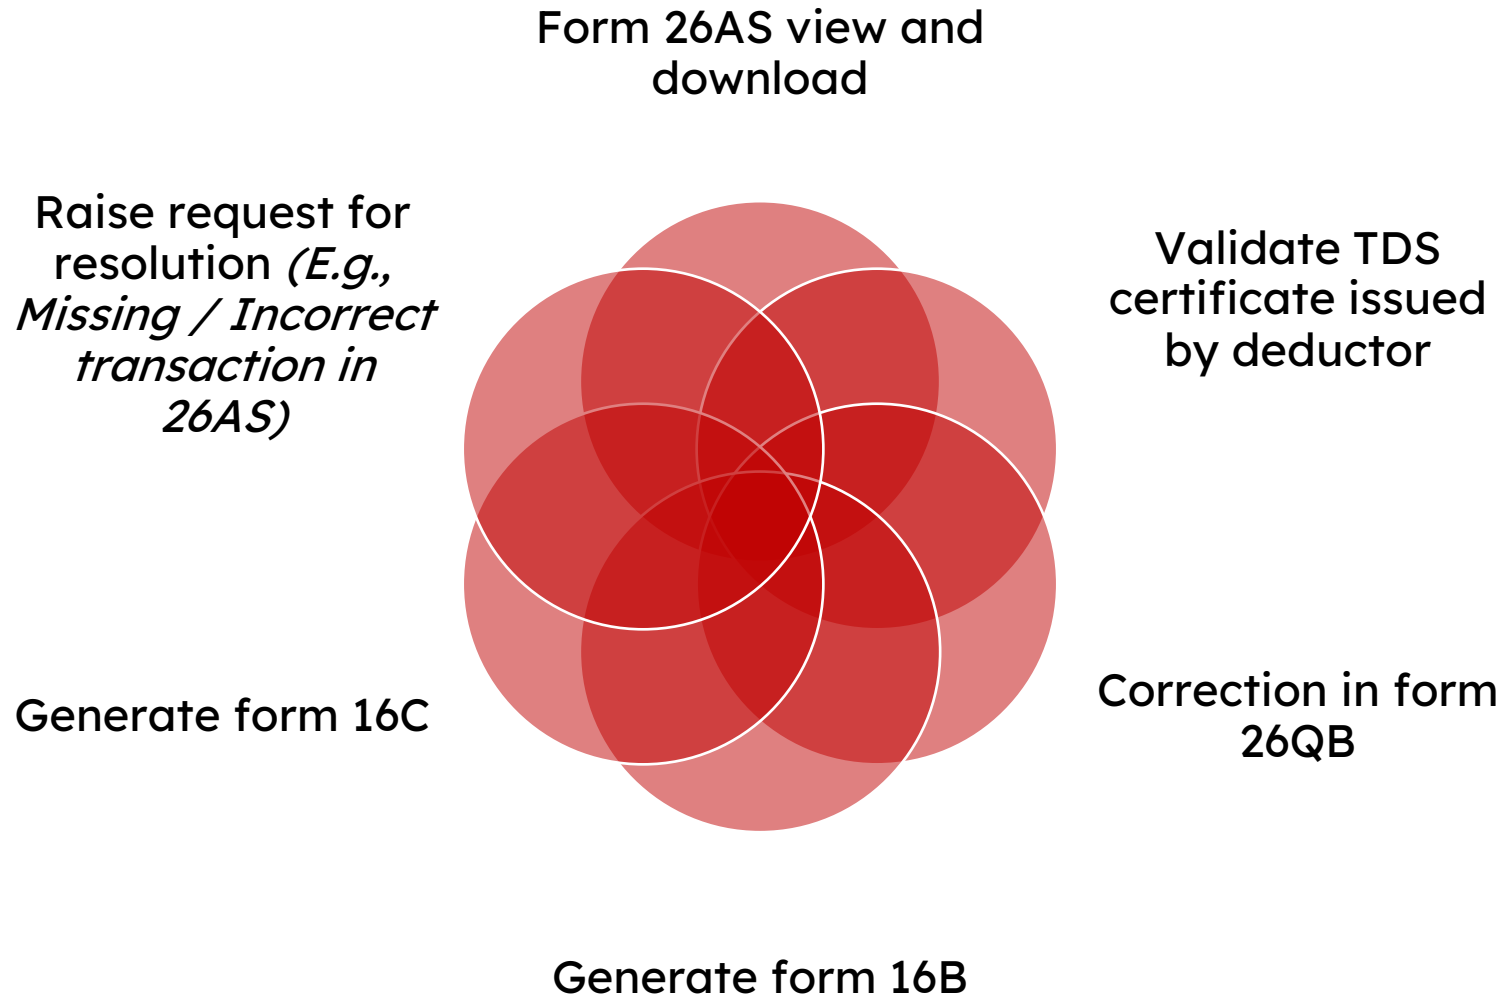 Form 26AS view and
download
Validate TDS
certificate issued
by deductor
Correction in form
26QB
Generate form 16B
Generate form 16C
Raise request for
resolution (E.g.,
Missing / Incorrect
transaction in
26AS)